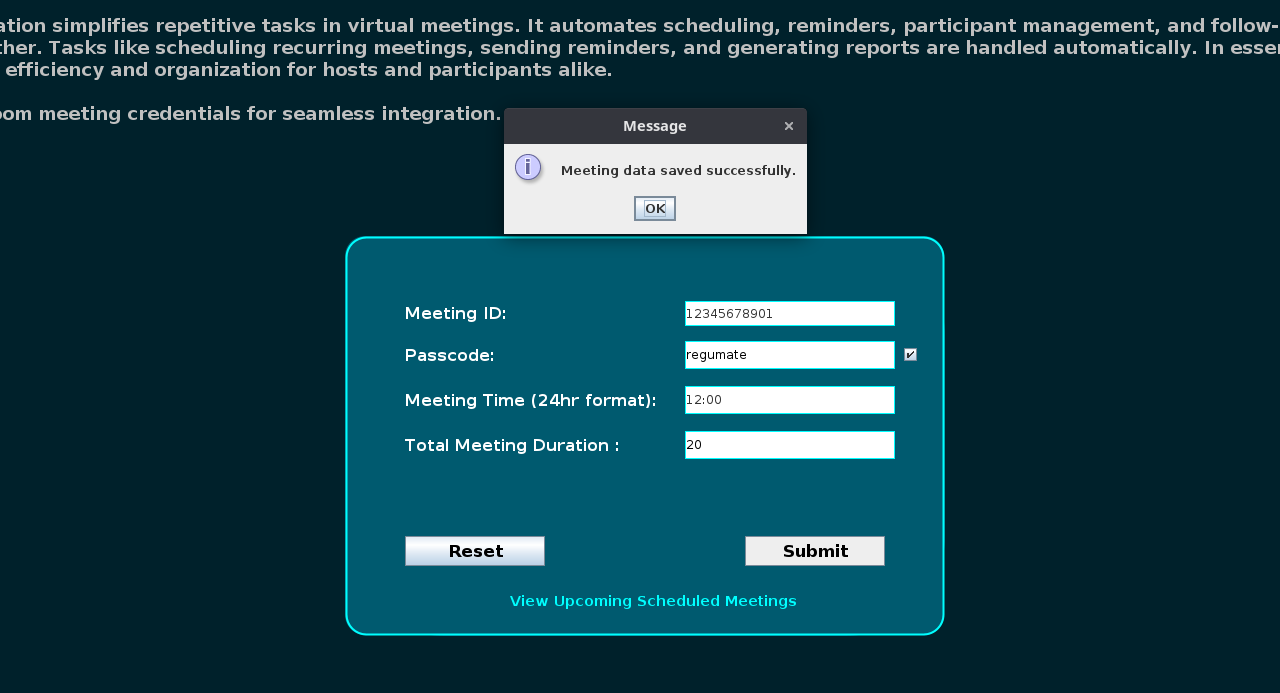 ation simplifies repetitive tasks in virtual meetings. It automates scheduling, reminders, participant management, and follow-
ther. Tasks like scheduling recurring meetings, sending reminders, and generating reports are handled automatically. In essen
efficiency and organization for hosts and participants alike.
oom meeting credentials for seamless integration.
Message
Meeting data saved successfully.
OK
Meeting ID: 12345678901
Passcode: regumate
Meeting Time (24hr format): 12:00
Total Meeting Duration : 20
Reset Submit
View Upcoming Scheduled Meetings